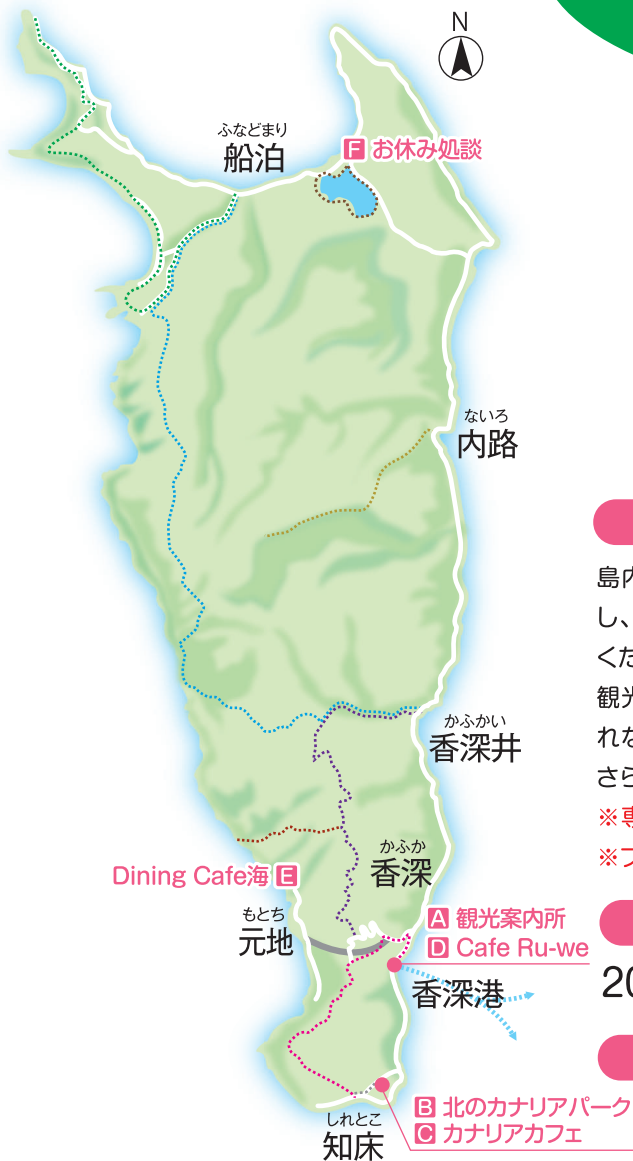 N
ふなどまり
船泊
F お休み処談
ないろ
内路
かふかい
香深井
かふか
香深
Dining Cafe海 E
もとち
元地
A 観光案内所
D Cafe Ru-we
香深港
B 北のカナリアパーク
C カナリアカフェ
しれとこ
知床
島内
し、
くだ
観光
れな
さら
※専
※フ
20